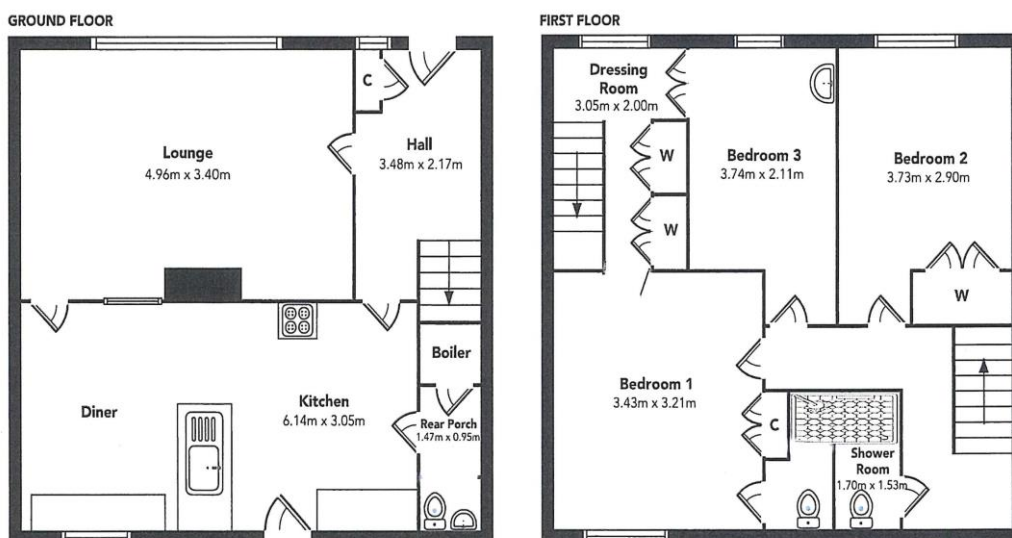 GROUND FLOOR
C
Lounge
4.96m x 3.40m
Hall
3.48m x 2.17m
Boiler
Diner
Kitchen
6.14m x 3.05m
Rear Porch
1.47m x 0.95m
FIRST FLOOR
Dressing
Room
3.05m x 2.00m
W
Bedroom 3
3.74m x 2.11m
Bedroom 2
3.73m x 2.90m
W
W
Bedroom 1
3.43m x 3.21m
C
Shower
Room
1.70m x 1.53m